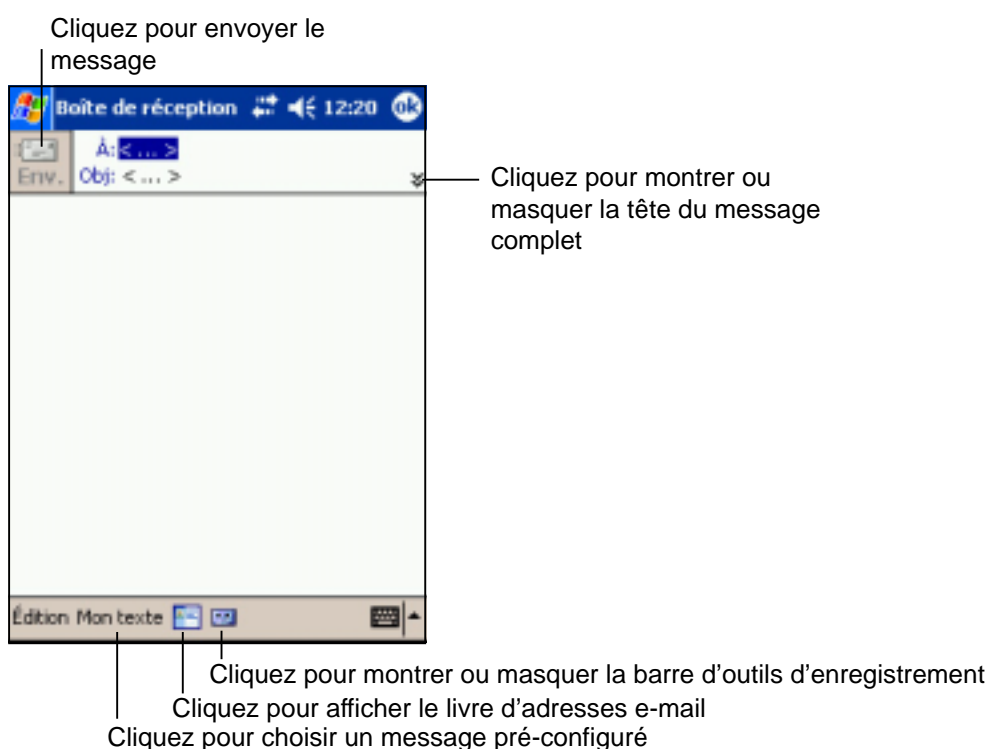 Cliquez pour envoyer le
message
Boîte de réception 12:20 ok
À: < ... >
Env. Obj: < ... >
Cliquez pour montrer ou
masquer la tête du message
complet
Édition Mon texte
Cliquez pour montrer ou masquer la barre d'outils d'enregistrement
Cliquez pour afficher le livre d'adresses e-mail
Cliquez pour choisir un message pré-configuré